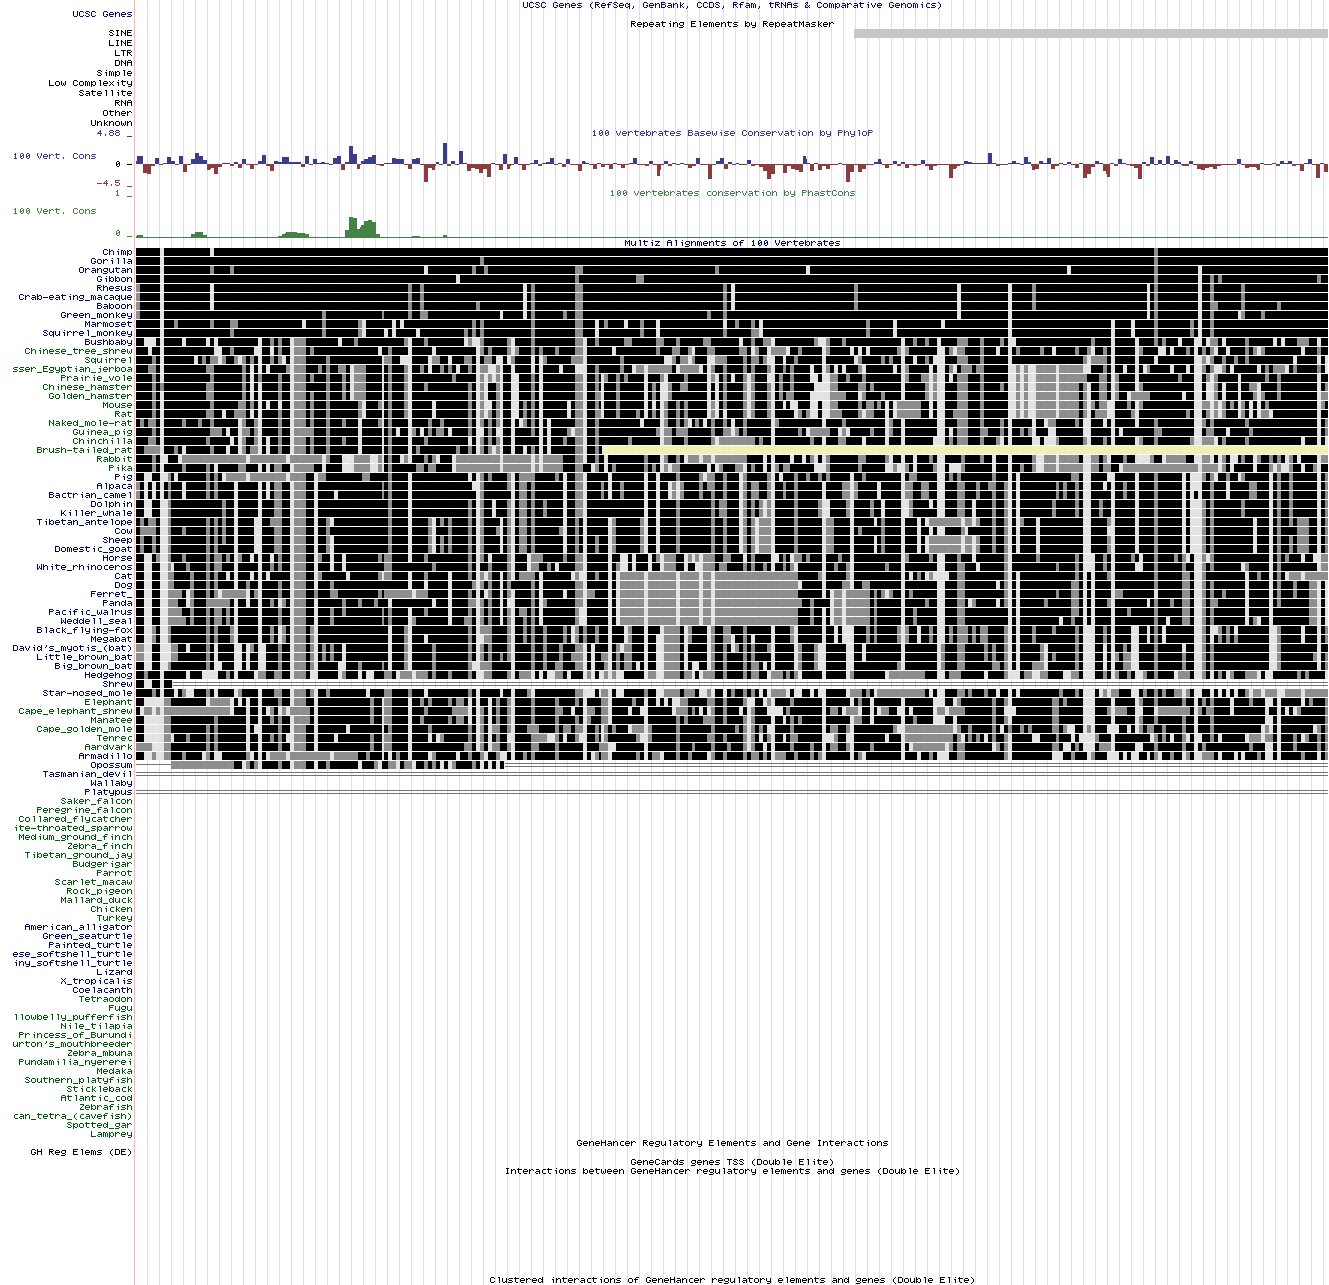 UCSC Genes (RefSeq, GenBank, CCDS, Rfam, tRNAs & Comparative Genomics)
UCSC Genes
Repeating Elements by RepeatMasker
SINE
LINE
LTR
DNA
Simple
Low Complexity
Satellite
RNA
Other
Unknown
100 vertebrates Basewise Conservation by PhyloP
4.88 _
100 Vert. Cons
0 _
-4.5 _
100 vertebrates conservation by PhastCons
1 _
100 Vert. Cons
0 _
Multiz Alignments of 100 Vertebrates
Chimp
Gorilla
Orangutan
Gibbon
Rhesus
Crab-eating_macaque
Baboon
Green_monkey
Marmoset
Squirrel_monkey
Bushbaby
Chinese_tree_shrew
Squirrel
sser_Egyptian_jerboa
Prairie_vole
Chinese_hamster
Golden_hamster
Mouse
Rat
Naked_mole-rat
Guinea_pig
Chinchilla
Brush-tailed_rat
Rabbit
Pika
Pig
Alpaca
Bactrian_camel
Dolphin
Killer_whale
Tibetan_antelope
Cow
Sheep
Domestic_goat
Horse
White_rhinoceros
Cat
Dog
Ferret_
Panda
Pacific_walrus
Weddell_seal
Black_flying-fox
Megabat
David's_myotis_(bat)
Little_brown_bat
Big_brown_bat
Hedgehog
Shrew
Star-nosed_mole
Elephant
Cape_elephant_shrew
Manatee
Cape_golden_mole
Tenrec
Aardvark
Armadillo
Opossum
Tasmanian_devil
Wallaby
Platypus
Saker_falcon
Peregrine_falcon
Collared_flycatcher
ite-throated_sparrow
Medium_ground_finch
Zebra_finch
Tibetan_ground_jay
Budgerigar
Parrot
Scarlet_macaw
Rock_pigeon
Mallard_duck
Chicken
Turkey
American_alligator
Green_seaturtle
Painted_turtle
ese_softshell_turtle
iny_softshell_turtle
Lizard
X_tropicalis
Coelacanth
Tetraodon
Fugu
llowbelly_pufferfish
Nile_tilapia
Princess_of_Burundi
urton's_mouthbreeder
Zebra_mbuna
Pundamilia_nyererei
Medaka
Southern_platyfish
Stickleback
Atlantic_cod
Zebrafish
can_tetra_(cavefish)
Spotted_gar
Lamprey
GeneHancer Regulatory Elements and Gene Interactions
GH Reg Elems (DE)
GeneCards genes TSS (Double Elite)
Interactions between GeneHancer regulatory elements and genes (Double Elite)
Clustered interactions of GeneHancer regulatory elements and genes (Double Elite)